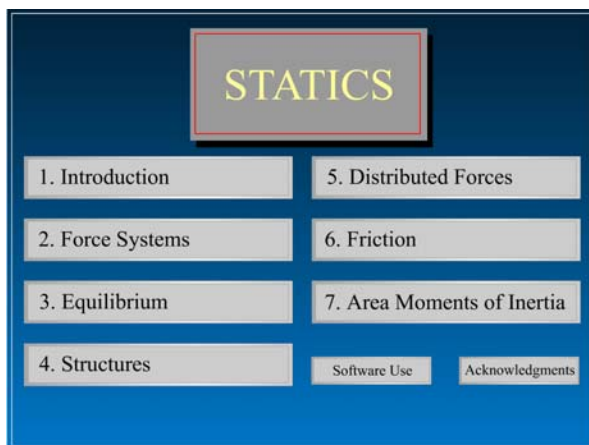 STATICS
1. Introduction
2. Force Systems
3. Equilibrium
4. Structures
5. Distributed Forces
6. Friction
7. Area Moments of Inertia
Software Use
Acknowledgments